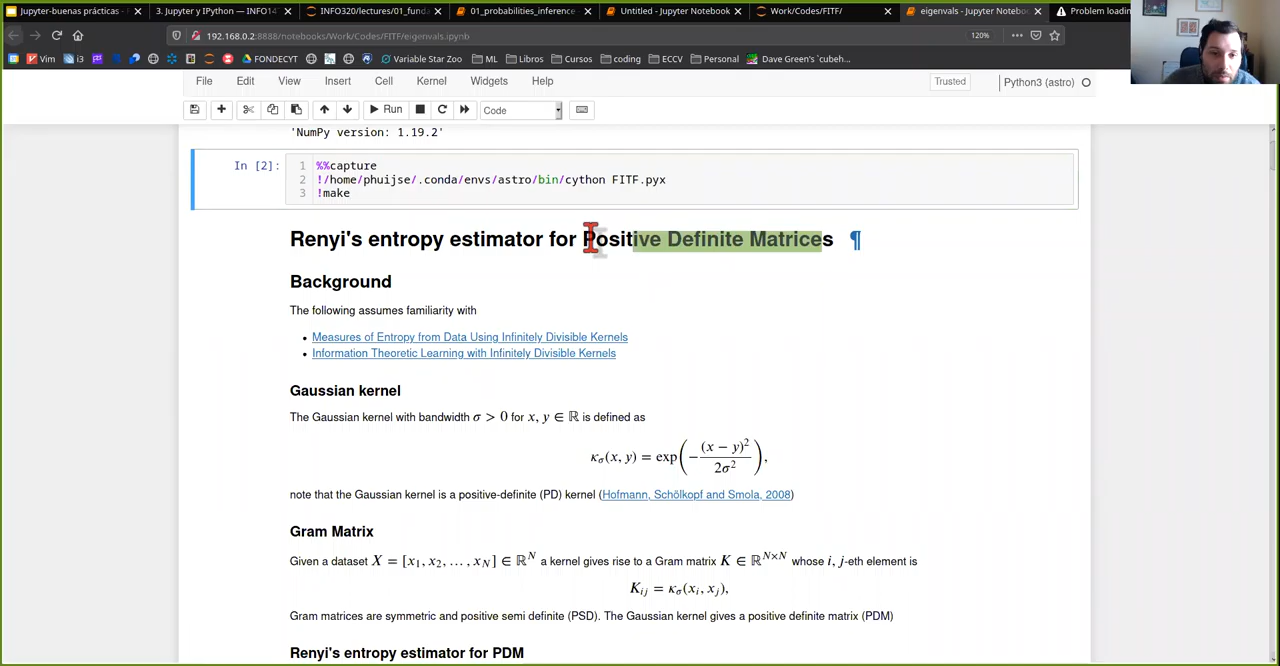 Jupyter-buenas prácticas - 
3. Jupyter y IPython — INFO14
INFO320/lectures/01_funda
01_probabilities_inference
Untitled - Jupyter Notebook
Work/Codes/FITF/
eigenvals - Jupyter Notebook
Problem loading
192.168.0.2:8888/notebooks/Work/Codes/FITF/eigenvals.ipynb
120%
Vim
i3
FONDECYT
Variable Star Zoo
ML
Libros
Cursos
coding
ECCV
Personal
Dave Green's `cubeh…
File Edit View Insert Cell Kernel Widgets Help
Trusted
Python3 (astro)
Run
Code
'NumPy version: 1.19.2'
In [2]:
1 %%capture
2 !/home/phuijse/.conda/envs/astro/bin/cython FITF.pyx
3 !make
Renyi's entropy estimator for Positive Definite Matrices ¶
Background
The following assumes familiarity with
• Measures of Entropy from Data Using Infinitely Divisible Kernels
• Information Theoretic Learning with Infinitely Divisible Kernels
Gaussian kernel
The Gaussian kernel with bandwidth σ > 0 for x, y ∈ ℝ is defined as
κσ(x, y) = exp(−(x − y)²/2σ²),
note that the Gaussian kernel is a positive-definite (PD) kernel (Hofmann, Schölkopf and Smola, 2008)
Gram Matrix
Given a dataset X = [x₁, x₂, …, x_N] ∈ ℝᴺ a kernel gives rise to a Gram matrix K ∈ ℝᴺˣᴺ whose i, j-eth element is
K_ij = κσ(x_i, x_j),
Gram matrices are symmetric and positive semi definite (PSD). The Gaussian kernel gives a positive definite matrix (PDM)
Renyi's entropy estimator for PDM